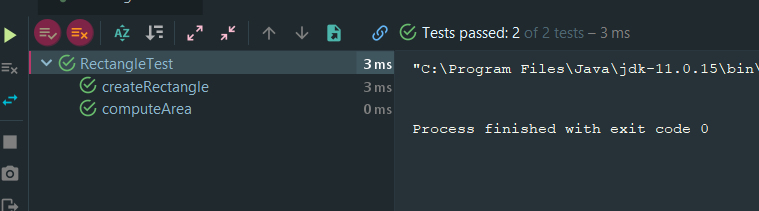 Tests passed: 2 of 2 tests – 3 ms
RectangleTest 3 ms
createRectangle 3 ms
computeArea 0 ms
"C:\Program Files\Java\jdk-11.0.15\bin\
Process finished with exit code 0